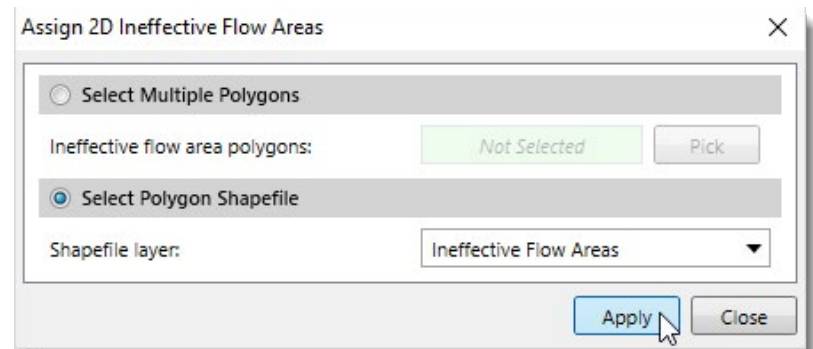 Assign 2D Ineffective Flow Areas
Select Multiple Polygons
Ineffective flow area polygons: Not Selected Pick
Select Polygon Shapefile
Shapefile layer: Ineffective Flow Areas
Apply Close